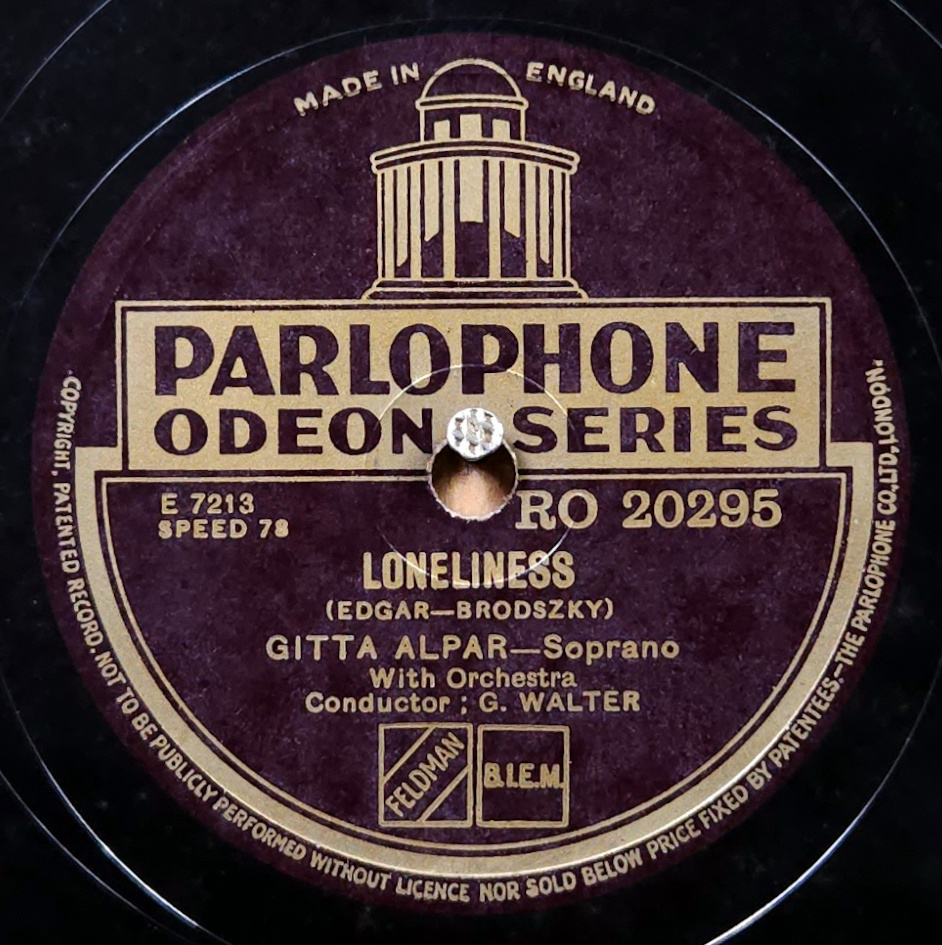 MADE IN ENGLAND
PARLOPHONE
ODEON SERIES
E 7213
SPEED 78
RO 20295
LONELINESS
(EDGAR—BRODSZKY)
GITTA ALPAR—Soprano
With Orchestra
Conductor ; G. WALTER
FELDMAN
B.I.E.M.
COPYRIGHT, PATENTED RECORD. NOT TO BE PUBLICLY PERFORMED WITHOUT LICENCE NOR SOLD BELOW PRICE FIXED BY PATENTEES.—THE PARLOPHONE CO., LTD., LONDON.